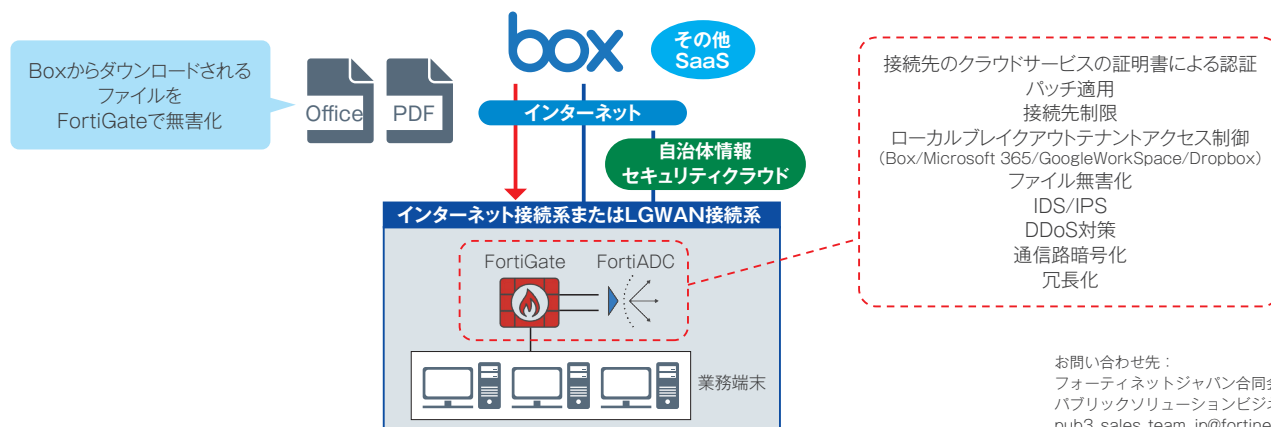 box
その他
SaaS
Boxからダウンロードされる
ファイルを
FortiGateで無害化
Office
PDF
インターネット
自治体情報
セキュリティクラウド
インターネット接続系またはLGWAN接続系
FortiGate
FortiADC
業務端末
接続先のクラウドサービスの証明書による認証
パッチ適用
接続先制限
ローカルブレイクアウトテナントアクセス制御
（Box/Microsoft 365/GoogleWorkSpace/Dropbox）
ファイル無害化
IDS/IPS
DDoS対策
通信路暗号化
冗長化
お問い合わせ先：
フォーティネットジャパン合同
パブリックソリューションビジ
pub3_sales_team_jp@fortine